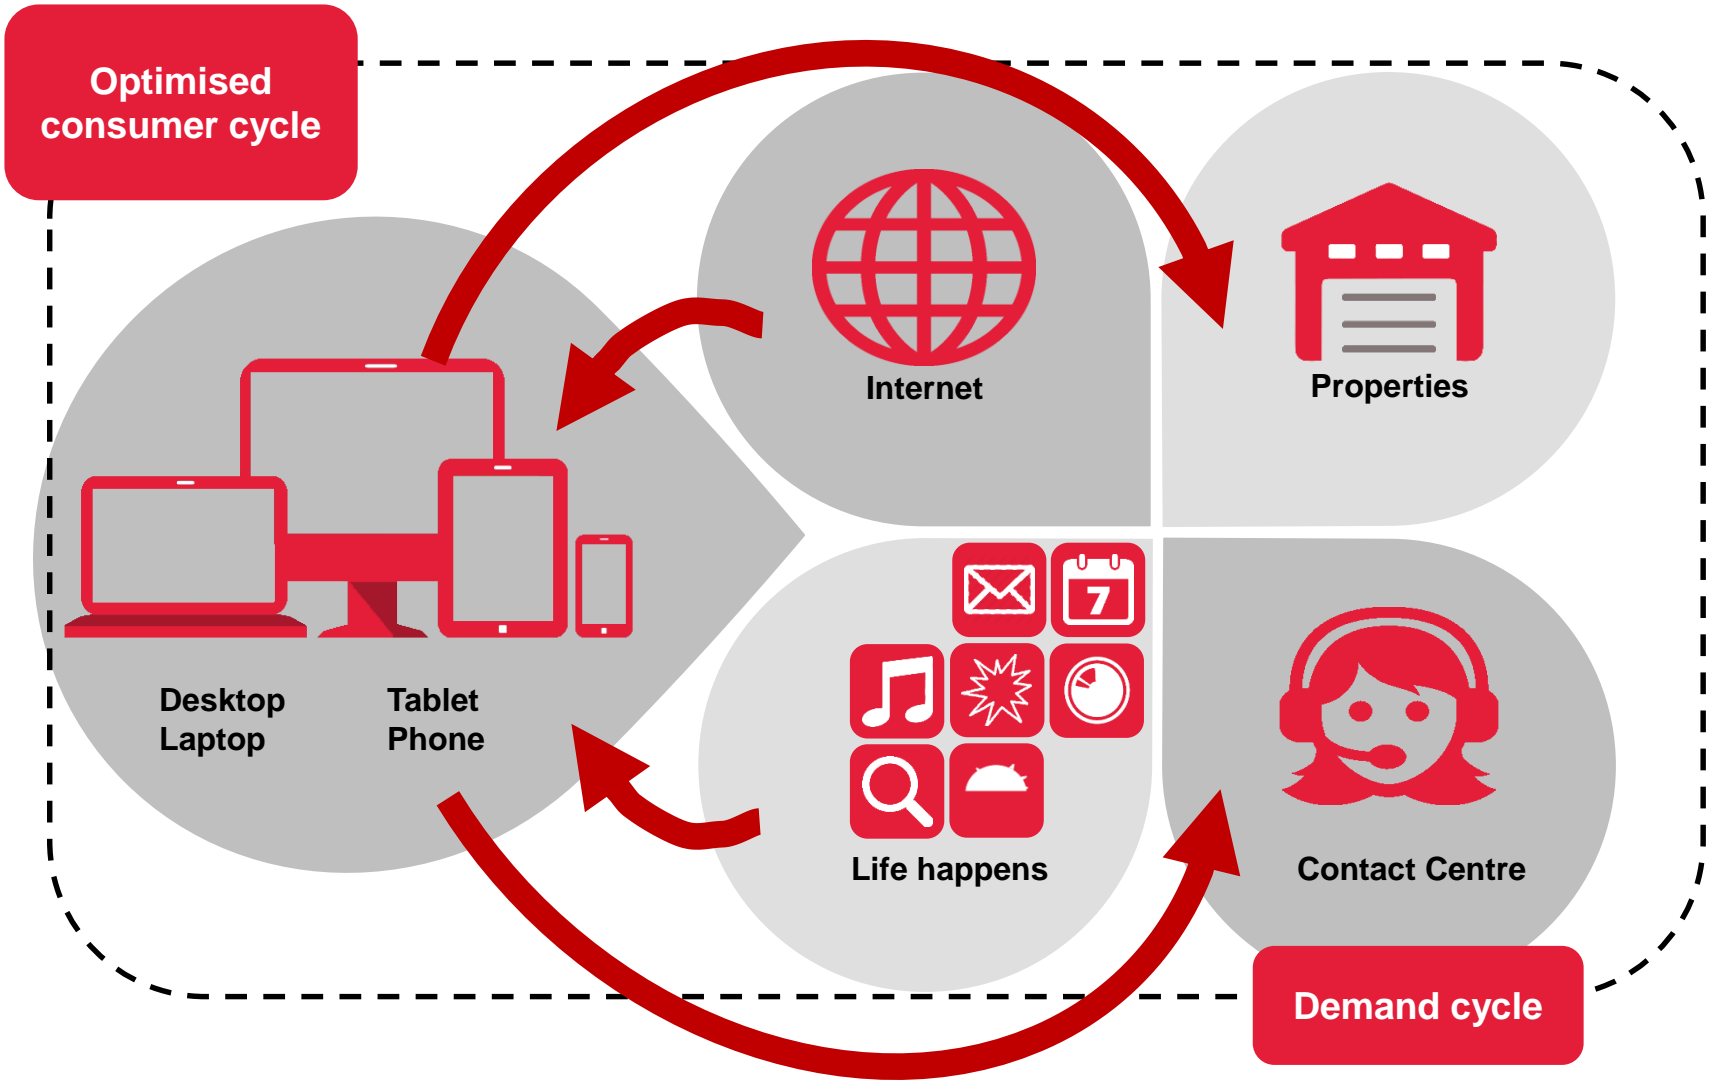 Optimised
consumer cycle
Internet
Properties
7
Desktop
Laptop
Tablet
Phone
Life happens
Contact Centre
Demand cycle